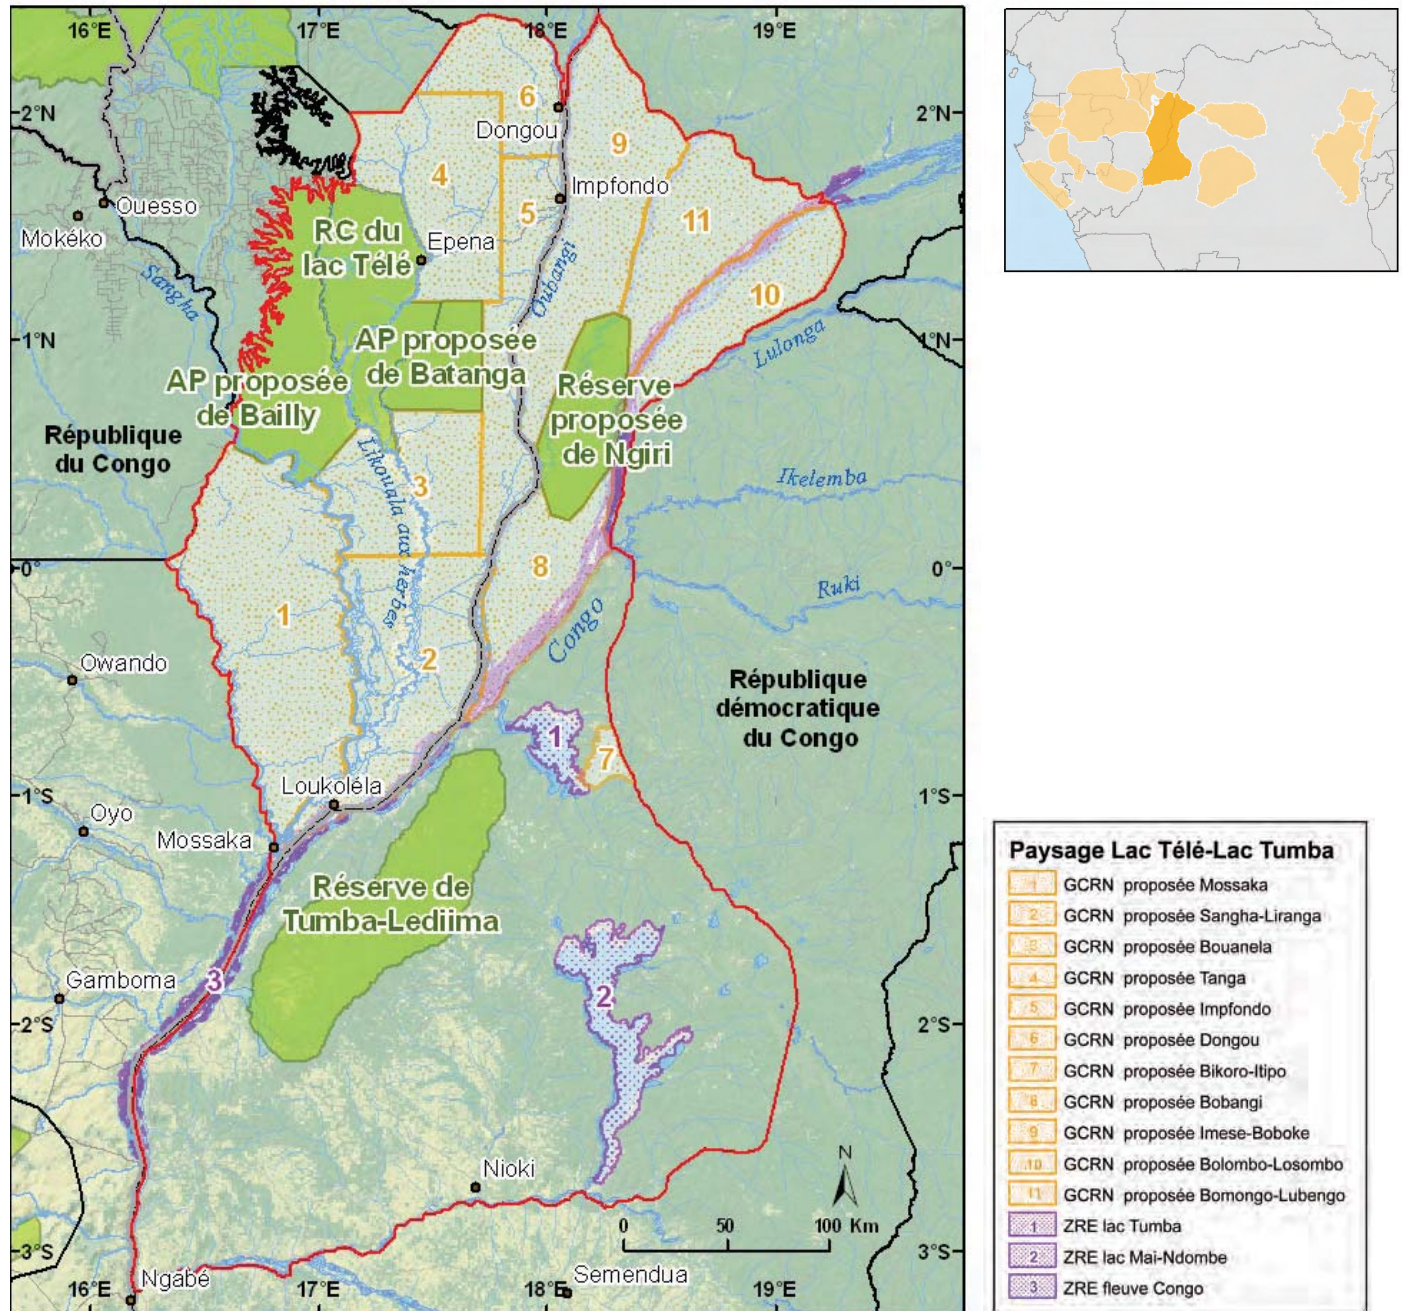 16°E
17°E
18°E
19°E
2°N
2°N
6
Dongou
9
4
Impfondo
5
11
Ouesso
Mokéko
RC du
lac Télé
Epena
Sangha
Oubangi
10
1°N
1°N
Lulonga
AP proposée
de Batanga
AP proposée
de Bailly
Réserve
proposée
de Ngiri
République
du Congo
Likouala aux herbes
3
Ikelemba
0°
0°
8
Ruki
1
Congo
2
Owando
République
démocratique
du Congo
1
7
Loukoléla
1°S
1°S
Oyo
Mossaka
Réserve de
Tumba-Lediima
Gamboma
3
2
2°S
2°S
Nioki
N
0 50 100 Km
3°S
3°S
Ngabé
Semendua
16°E
17°E
18°E
19°E
Paysage Lac Télé-Lac Tumba
1 GCRN proposée Mossaka
2 GCRN proposée Sangha-Liranga
3 GCRN proposée Bouanela
4 GCRN proposée Tanga
5 GCRN proposée Impfondo
6 GCRN proposée Dongou
7 GCRN proposée Bikoro-Itipo
8 GCRN proposée Bobangi
9 GCRN proposée Imese-Boboke
10 GCRN proposée Bolombo-Losombo
11 GCRN proposée Bomongo-Lubengo
1 ZRE lac Tumba
2 ZRE lac Mai-Ndombe
3 ZRE fleuve Congo